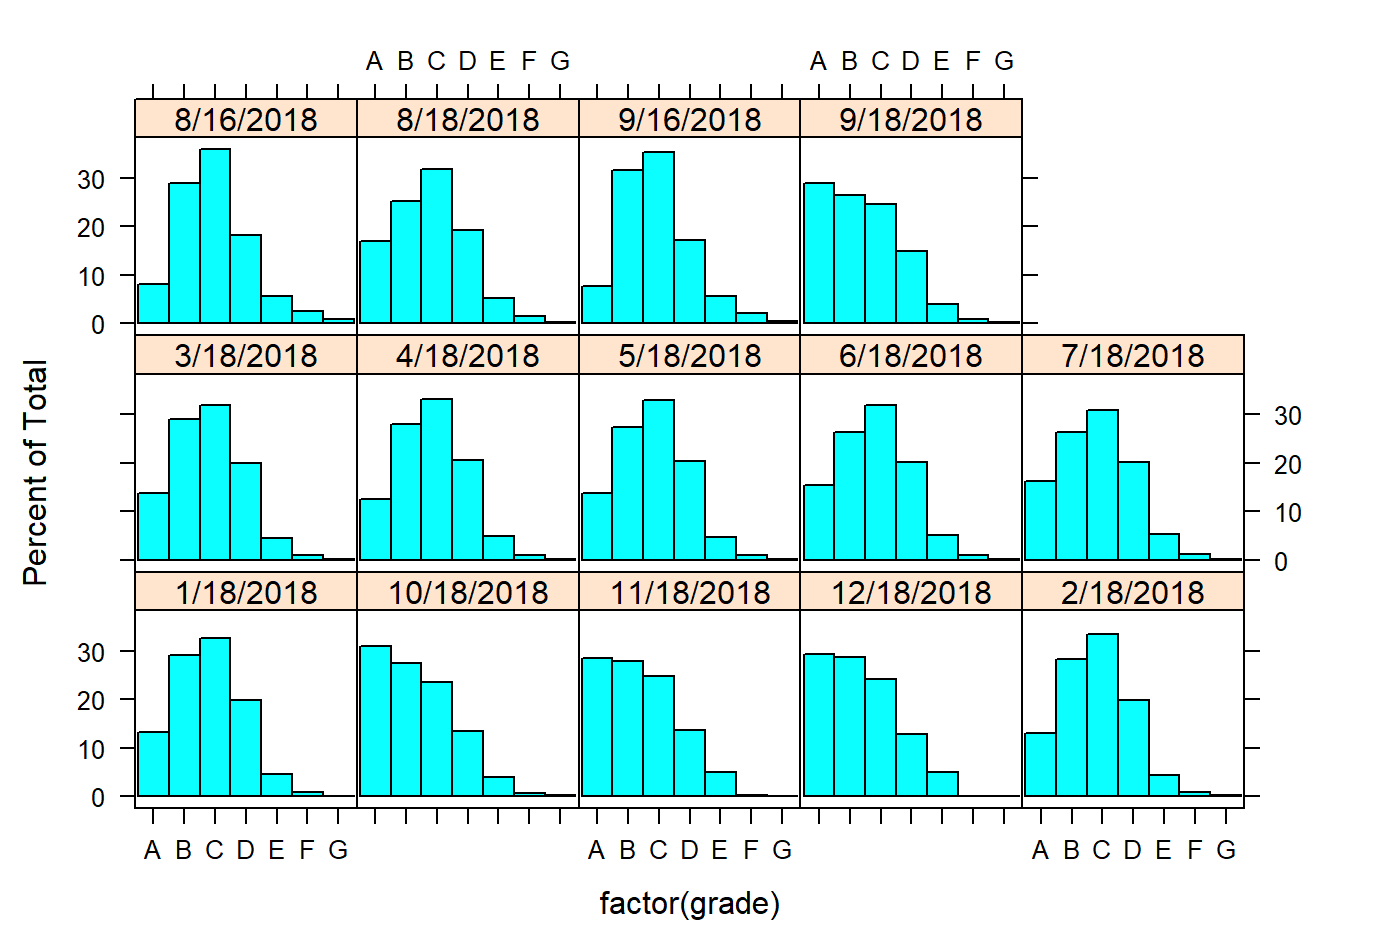 A B C D E F G A B C D E F G
8/16/2018 8/18/2018 9/16/2018 9/18/2018
30
20
10
0
3/18/2018 4/18/2018 5/18/2018 6/18/2018 7/18/2018
30
20
10
0
Percent of Total
1/18/2018 10/18/2018 11/18/2018 12/18/2018 2/18/2018
30
20
10
0
A B C D E F G A B C D E F G A B C D E F G
factor(grade)